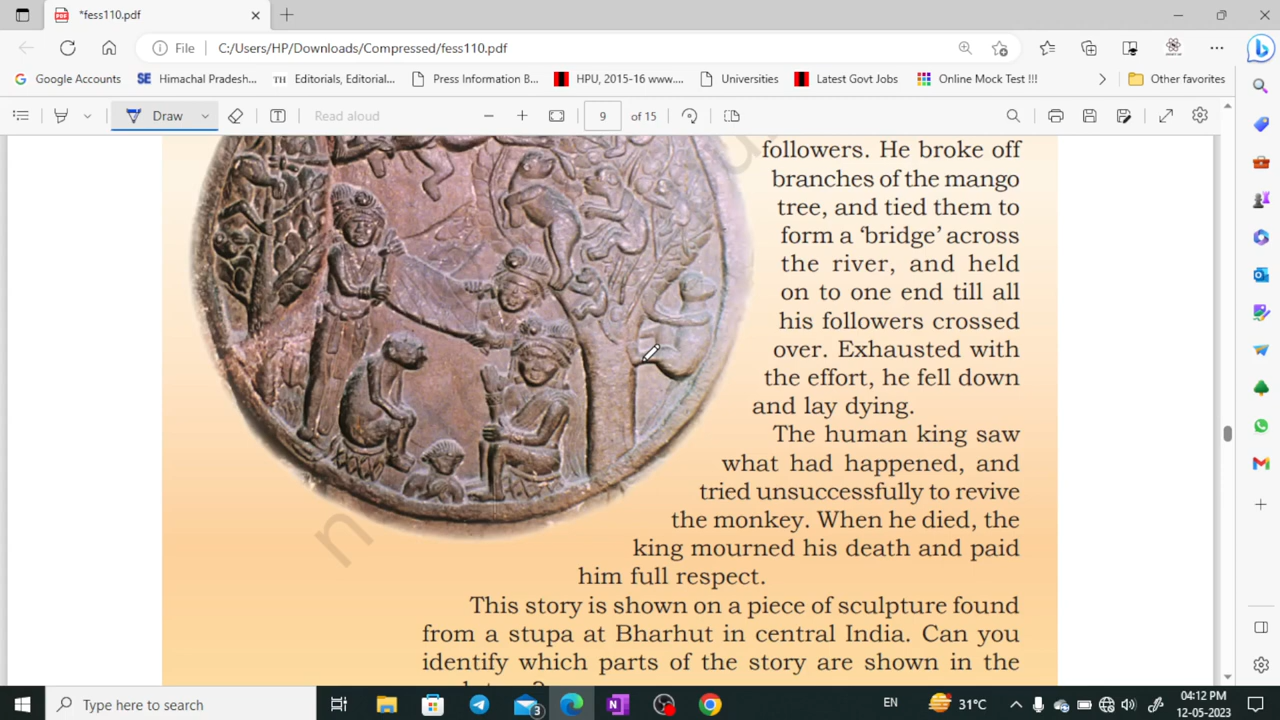 *fess110.pdf
File
C:/Users/HP/Downloads/Compressed/fess110.pdf
Google Accounts
SE Himachal Pradesh...
TH Editorials, Editorial...
Press Information B...
HPU, 2015-16 www....
Universities
Latest Govt Jobs
Online Mock Test !!!
Other favorites
Draw
Read aloud
9 of 15
followers. He broke off
branches of the mango
tree, and tied them to
form a ‘bridge’ across
the river, and held
on to one end till all
his followers crossed
over. Exhausted with
the effort, he fell down
and lay dying.
The human king saw
what had happened, and
tried unsuccessfully to revive
the monkey. When he died, the
king mourned his death and paid
him full respect.
This story is shown on a piece of sculpture found
from a stupa at Bharhut in central India. Can you
identify which parts of the story are shown in the
Type here to search
3
N
31°C
EN
04:12 PM
12-05-2023